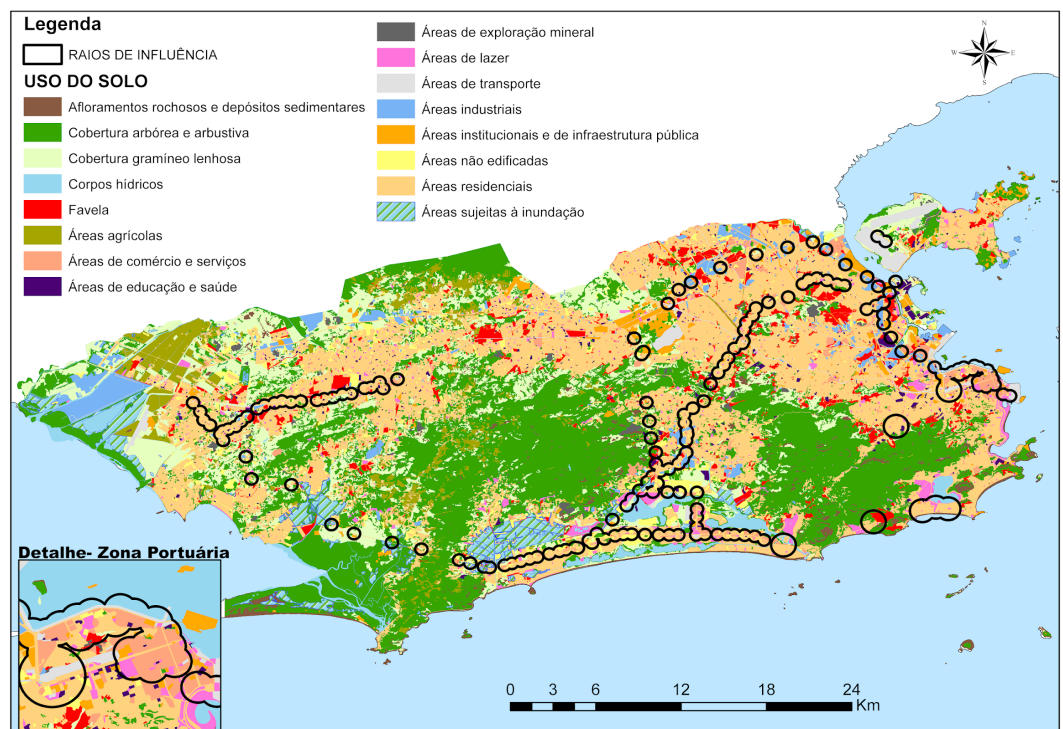 Legenda
RAIOS DE INFLUÊNCIA
USO DO SOLO
Afloramentos rochosos e depósitos sedimentares
Cobertura arbórea e arbustiva
Cobertura gramíneo lenhosa
Corpos hídricos
Favela
Áreas agrícolas
Áreas de comércio e serviços
Áreas de educação e saúde
Áreas de exploração mineral
Áreas de lazer
Áreas de transporte
Áreas industriais
Áreas institucionais e de infraestrutura pública
Áreas não edificadas
Áreas residenciais
Áreas sujeitas à inundação
N
W E
S
Detalhe- Zona Portuária
0 3 6 12 18 24
Km